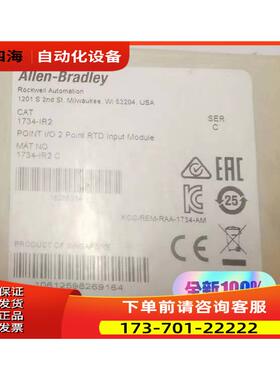 四海 自动化设备
Allen-Bradley
Rockwell Automation
1201 S 2nd St. Milwaukee, WI 53204, USA
CAT
1734-IR2
SER
C
POINT I/O 2 Point RTD Input Module
MAT NO
1734-IR2 C
EAC
25
KCC-REM-RAA-1734-AM
CE
PRODUCT OF SINGAPORE
10612598269164
全新100%
下单前请咨询客服
173-701-22222